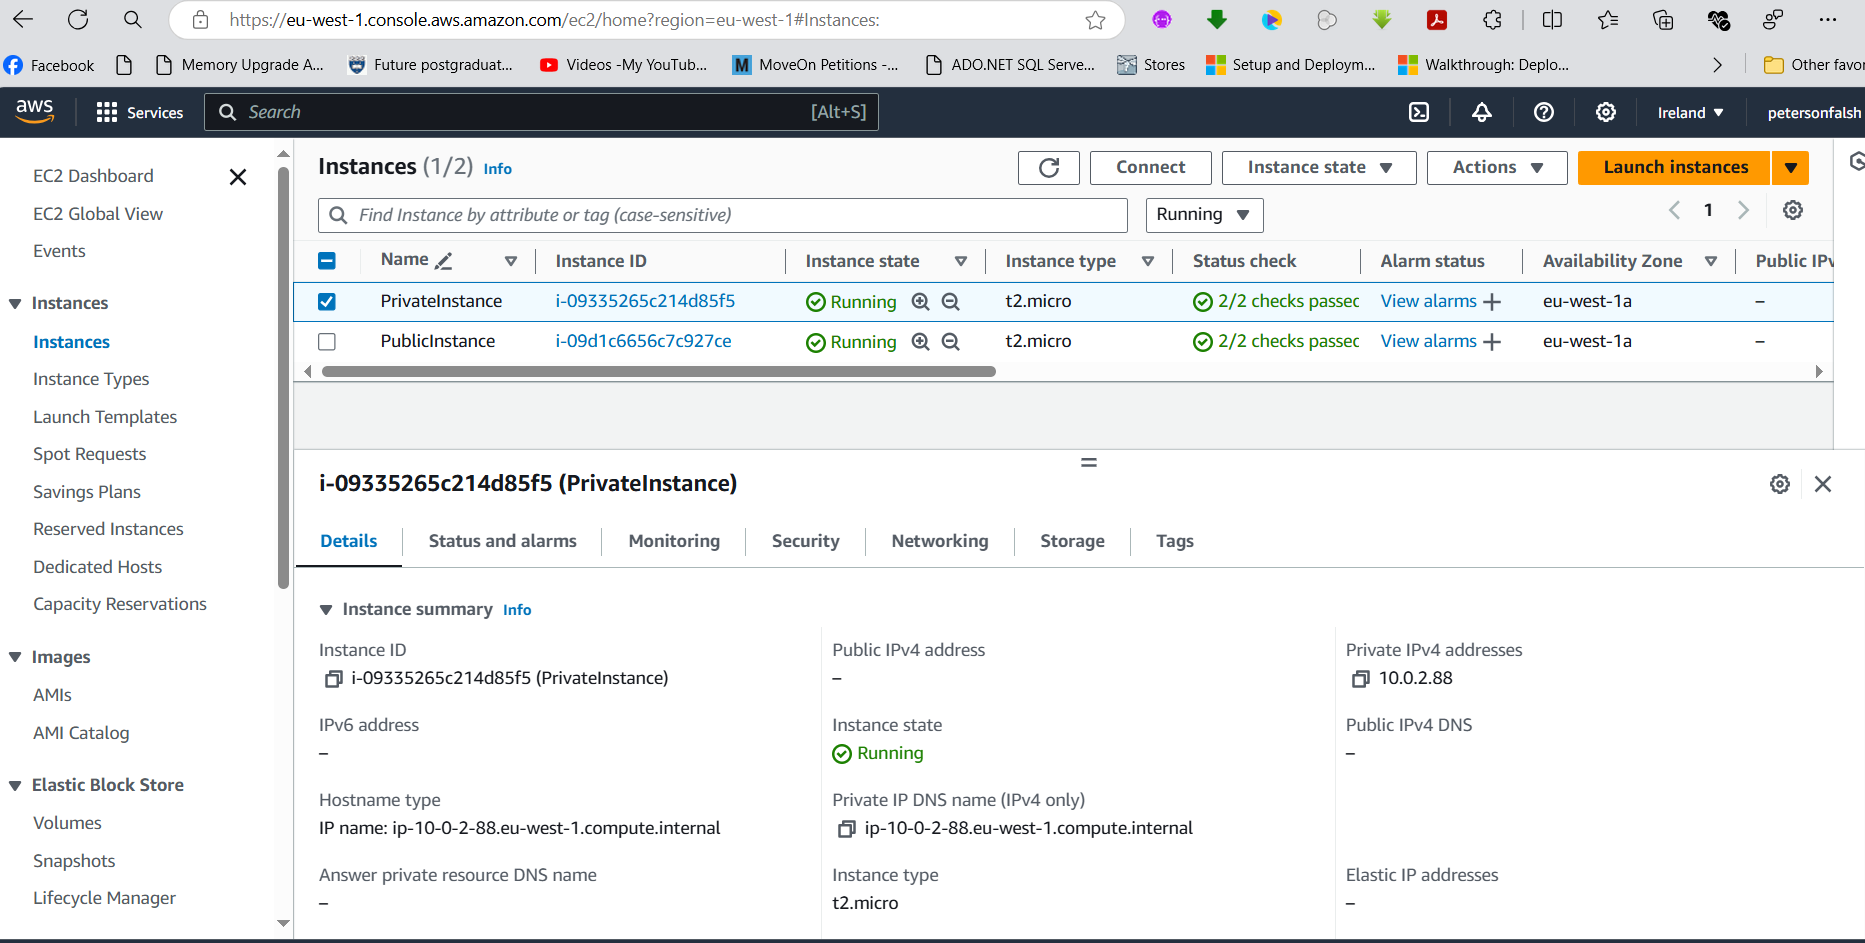 https://eu-west-1.console.aws.amazon.com/ec2/home?region=eu-west-1#Instances:
Facebook
Memory Upgrade A...
Future postgraduat...
Videos -My YouTub...
MoveOn Petitions -...
ADO.NET SQL Serve...
Stores
Setup and Deploym...
Walkthrough: Deplo...
Other favor
aws
Services
Search
[Alt+S]
Ireland
petersonfalsh
EC2 Dashboard
EC2 Global View
Events
Instances
Instances
Instance Types
Launch Templates
Spot Requests
Savings Plans
Reserved Instances
Dedicated Hosts
Capacity Reservations
Images
AMIs
AMI Catalog
Elastic Block Store
Volumes
Snapshots
Lifecycle Manager
Instances (1/2) Info
Connect
Instance state
Actions
Launch instances
Find Instance by attribute or tag (case-sensitive)
Running
1
Name Instance ID Instance state Instance type Status check Alarm status Availability Zone Public IPv
PrivateInstance i-09335265c214d85f5 Running t2.micro 2/2 checks passec View alarms eu-west-1a –
PublicInstance i-09d1c6656c7c927ce Running t2.micro 2/2 checks passec View alarms eu-west-1a –
i-09335265c214d85f5 (PrivateInstance)
Details Status and alarms Monitoring Security Networking Storage Tags
Instance summary Info
Instance ID
i-09335265c214d85f5 (PrivateInstance)
Public IPv4 address
–
Private IPv4 addresses
10.0.2.88
IPv6 address
–
Instance state
Running
Public IPv4 DNS
–
Hostname type
IP name: ip-10-0-2-88.eu-west-1.compute.internal
Private IP DNS name (IPv4 only)
ip-10-0-2-88.eu-west-1.compute.internal
Answer private resource DNS name
–
Instance type
t2.micro
Elastic IP addresses
–